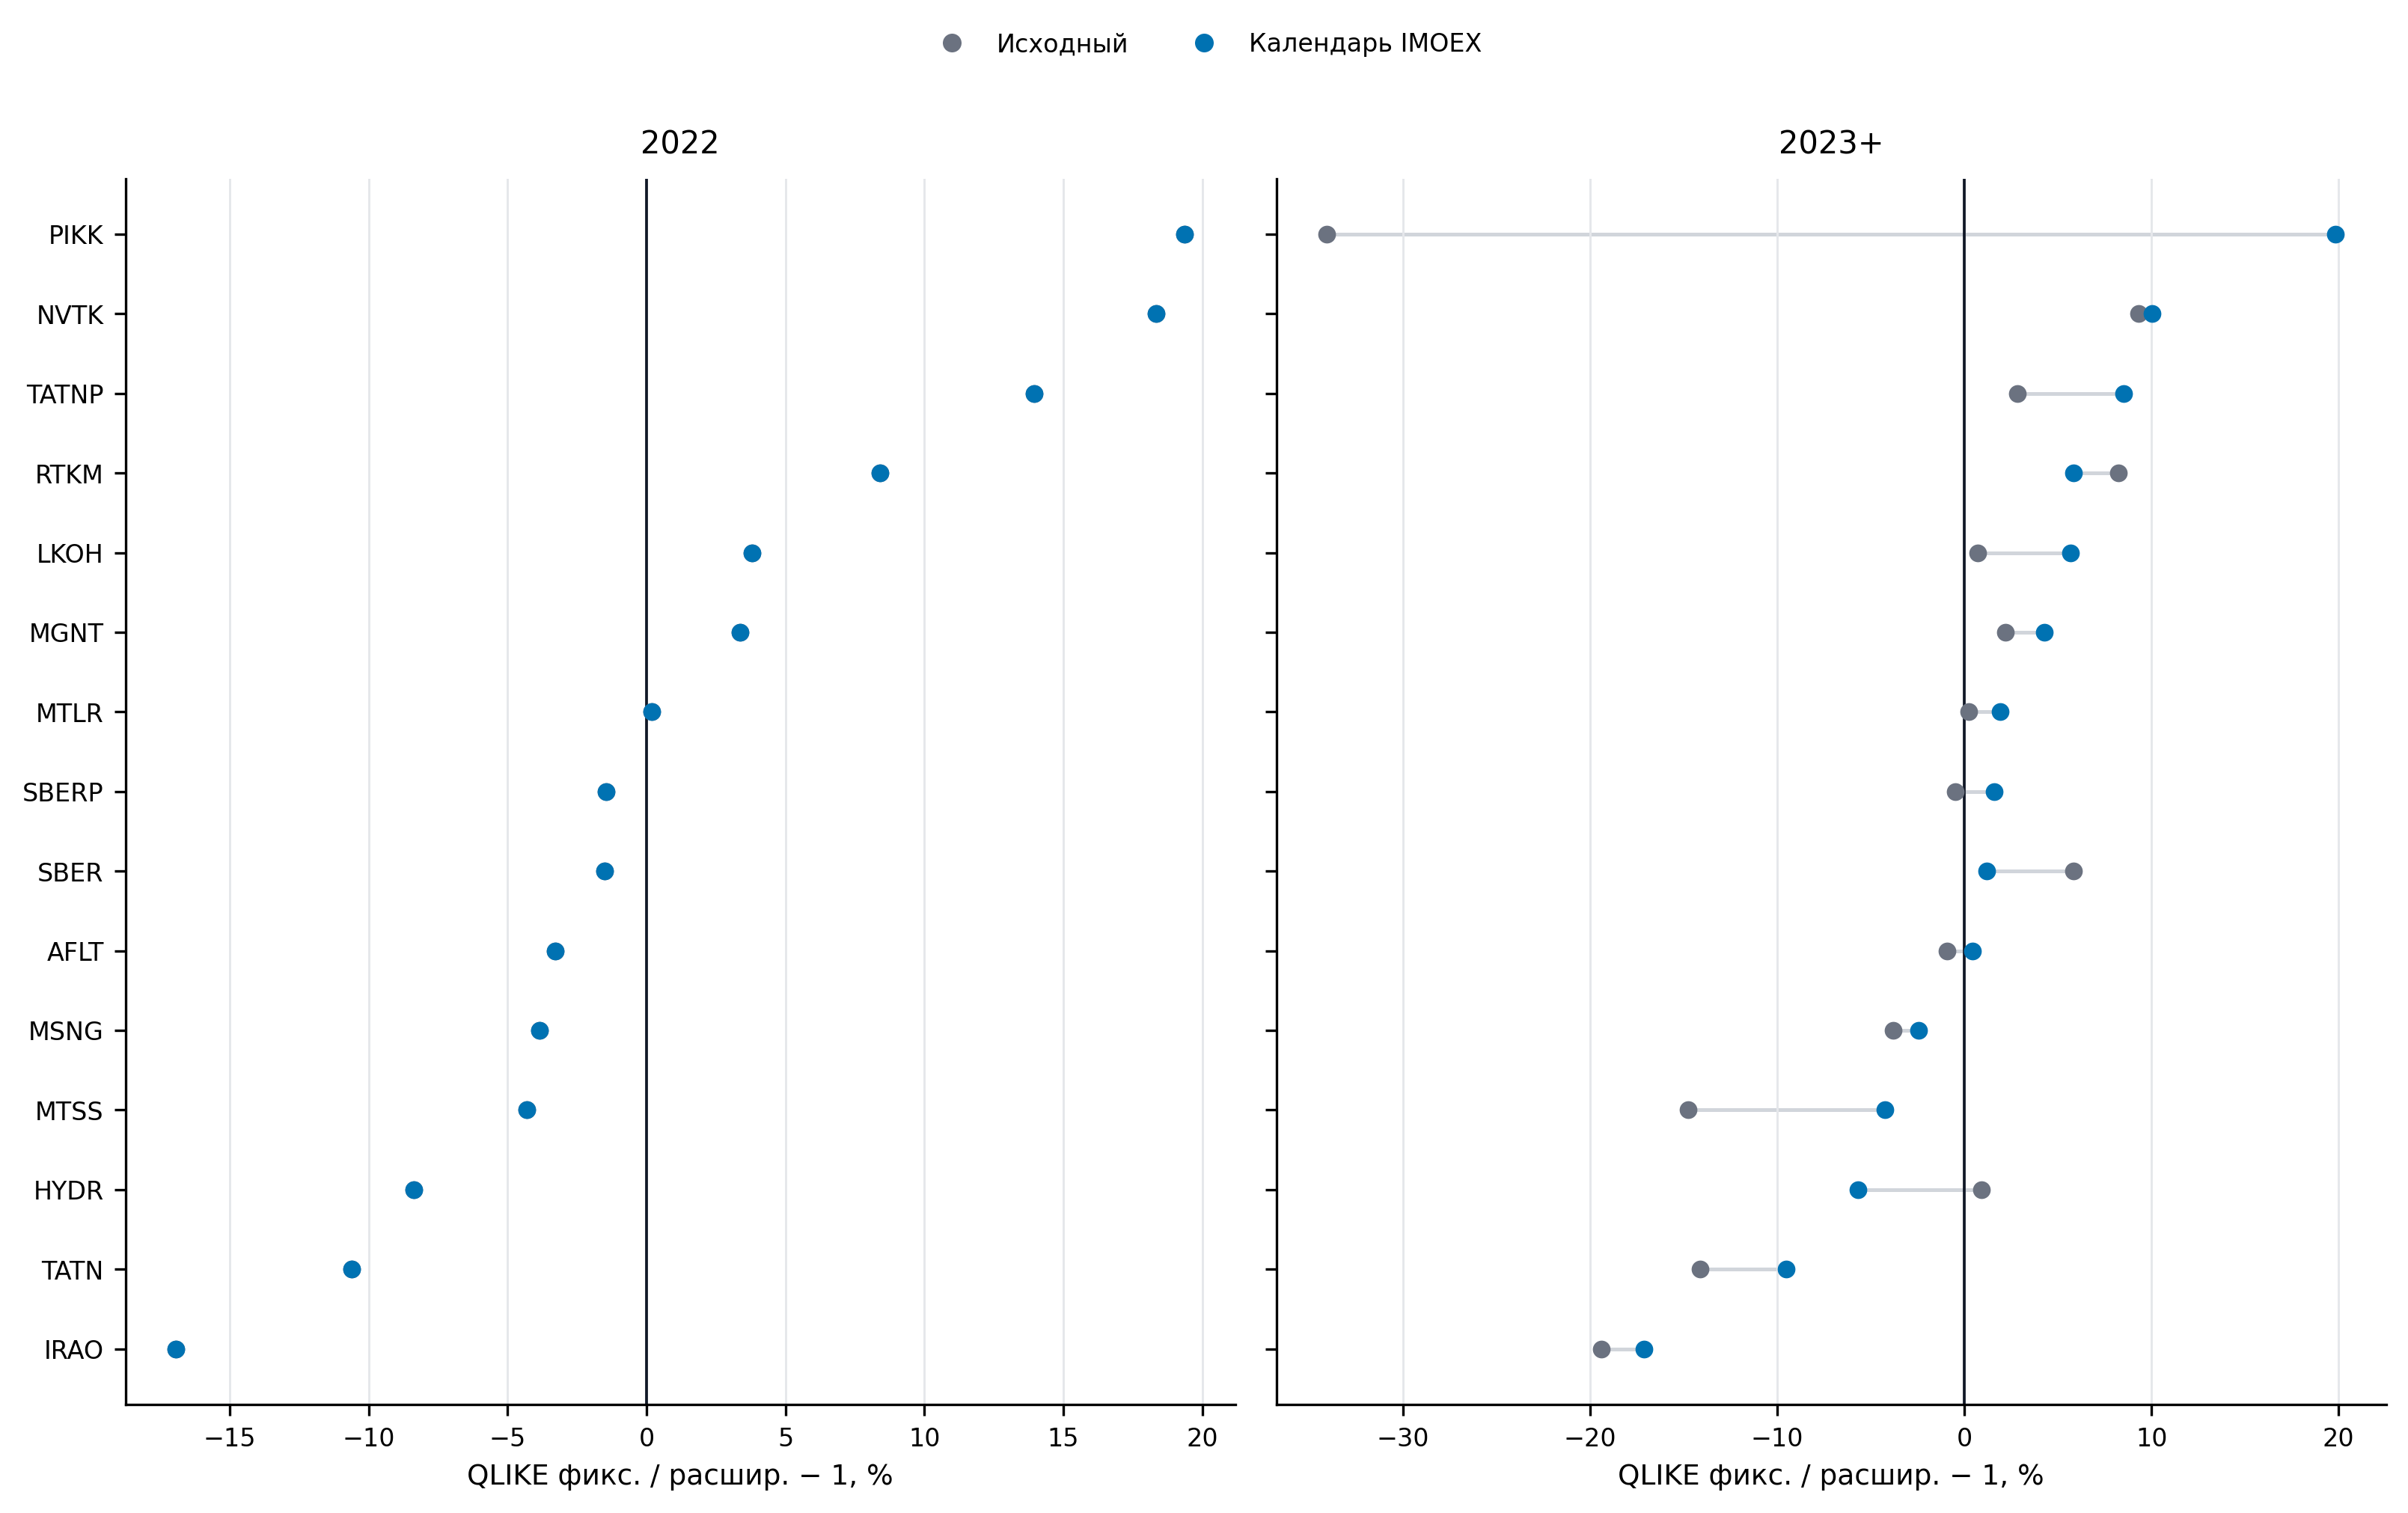 Исходный
Календарь IMOEX
2022
2023+
PIKK
NVTK
TATNP
RTKM
LKOH
MGNT
MTLR
SBERP
SBER
AFLT
MSNG
MTSS
HYDR
TATN
IRAO
−15 −10 −5 0 5 10 15 20
−30 −20 −10 0 10 20
QLIKE фикс. / расшир. − 1, %
QLIKE фикс. / расшир. − 1, %